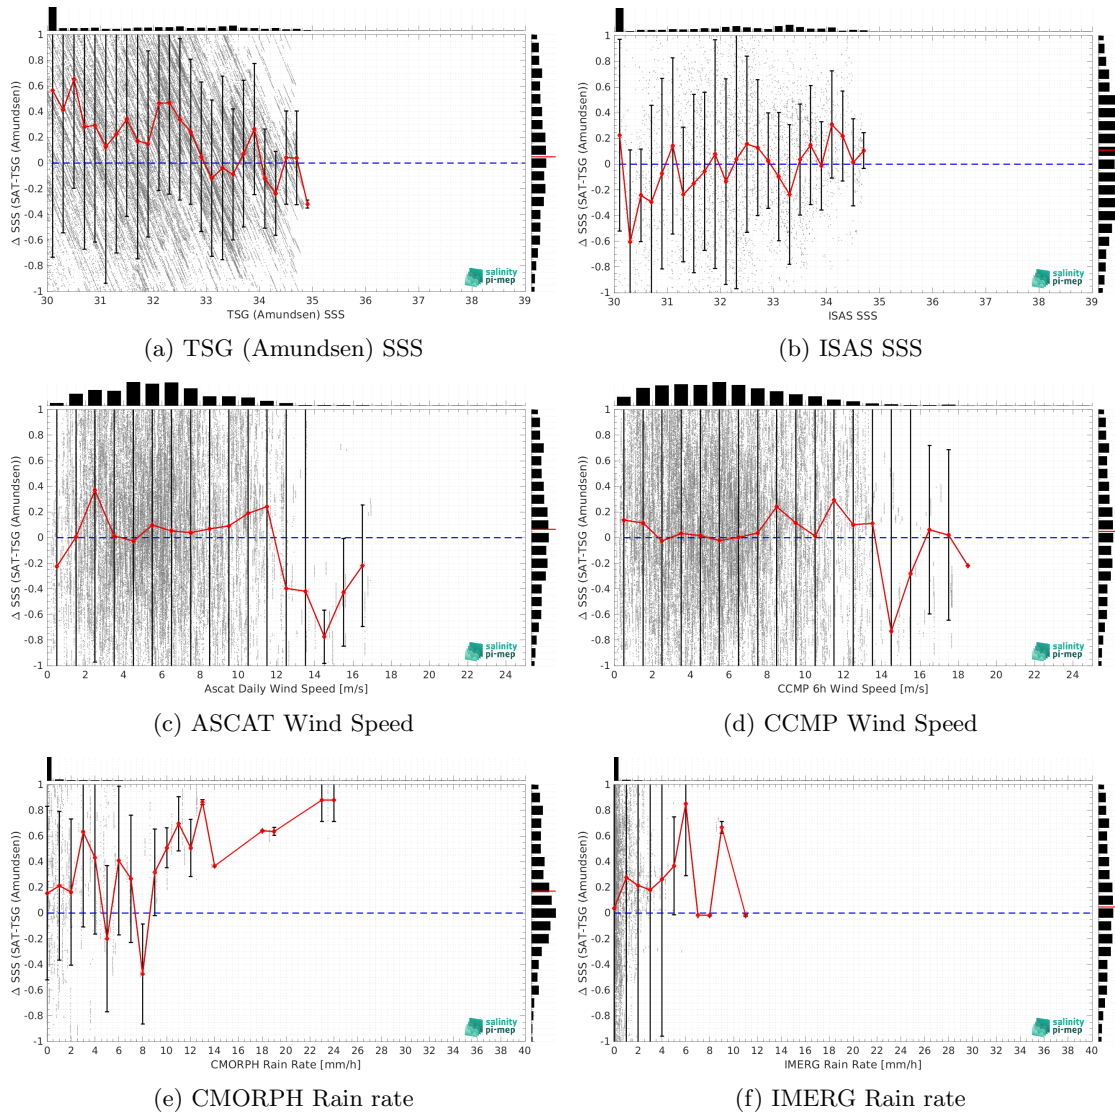 Δ SSS (SAT-TSG (Amundsen))
1
0.8
0.6
0.4
0.2
0
-0.2
-0.4
-0.6
-0.8
-1
30 31 32 33 34 35 36 37 38 39
TSG (Amundsen) SSS
salinity
pi-mep
(a) TSG (Amundsen) SSS
Δ SSS (SAT-TSG (Amundsen))
1
0.8
0.6
0.4
0.2
0
-0.2
-0.4
-0.6
-0.8
-1
30 31 32 33 34 35 36 37 38 39
ISAS SSS
salinity
pi-mep
(b) ISAS SSS
Δ SSS (SAT-TSG (Amundsen))
1
0.8
0.6
0.4
0.2
0
-0.2
-0.4
-0.6
-0.8
-1
0 2 4 6 8 10 12 14 16 18 20 22 24
Ascat Daily Wind Speed [m/s]
salinity
pi-mep
(c) ASCAT Wind Speed
Δ SSS (SAT-TSG (Amundsen))
1
0.8
0.6
0.4
0.2
0
-0.2
-0.4
-0.6
-0.8
-1
0 2 4 6 8 10 12 14 16 18 20 22 24
CCMP 6h Wind Speed [m/s]
salinity
pi-mep
(d) CCMP Wind Speed
Δ SSS (SAT-TSG (Amundsen))
1
0.8
0.6
0.4
0.2
0
-0.2
-0.4
-0.6
-0.8
-1
0 2 4 6 8 10 12 14 16 18 20 22 24 26 28 30 32 34 36 38 40
CMORPH Rain Rate [mm/h]
salinity
pi-mep
(e) CMORPH Rain rate
Δ SSS (SAT-TSG (Amundsen))
1
0.8
0.6
0.4
0.2
0
-0.2
-0.4
-0.6
-0.8
-1
0 2 4 6 8 10 12 14 16 18 20 22 24 26 28 30 32 34 36 38 40
IMERG Rain Rate [mm/h]
salinity
pi-mep
(f) IMERG Rain rate